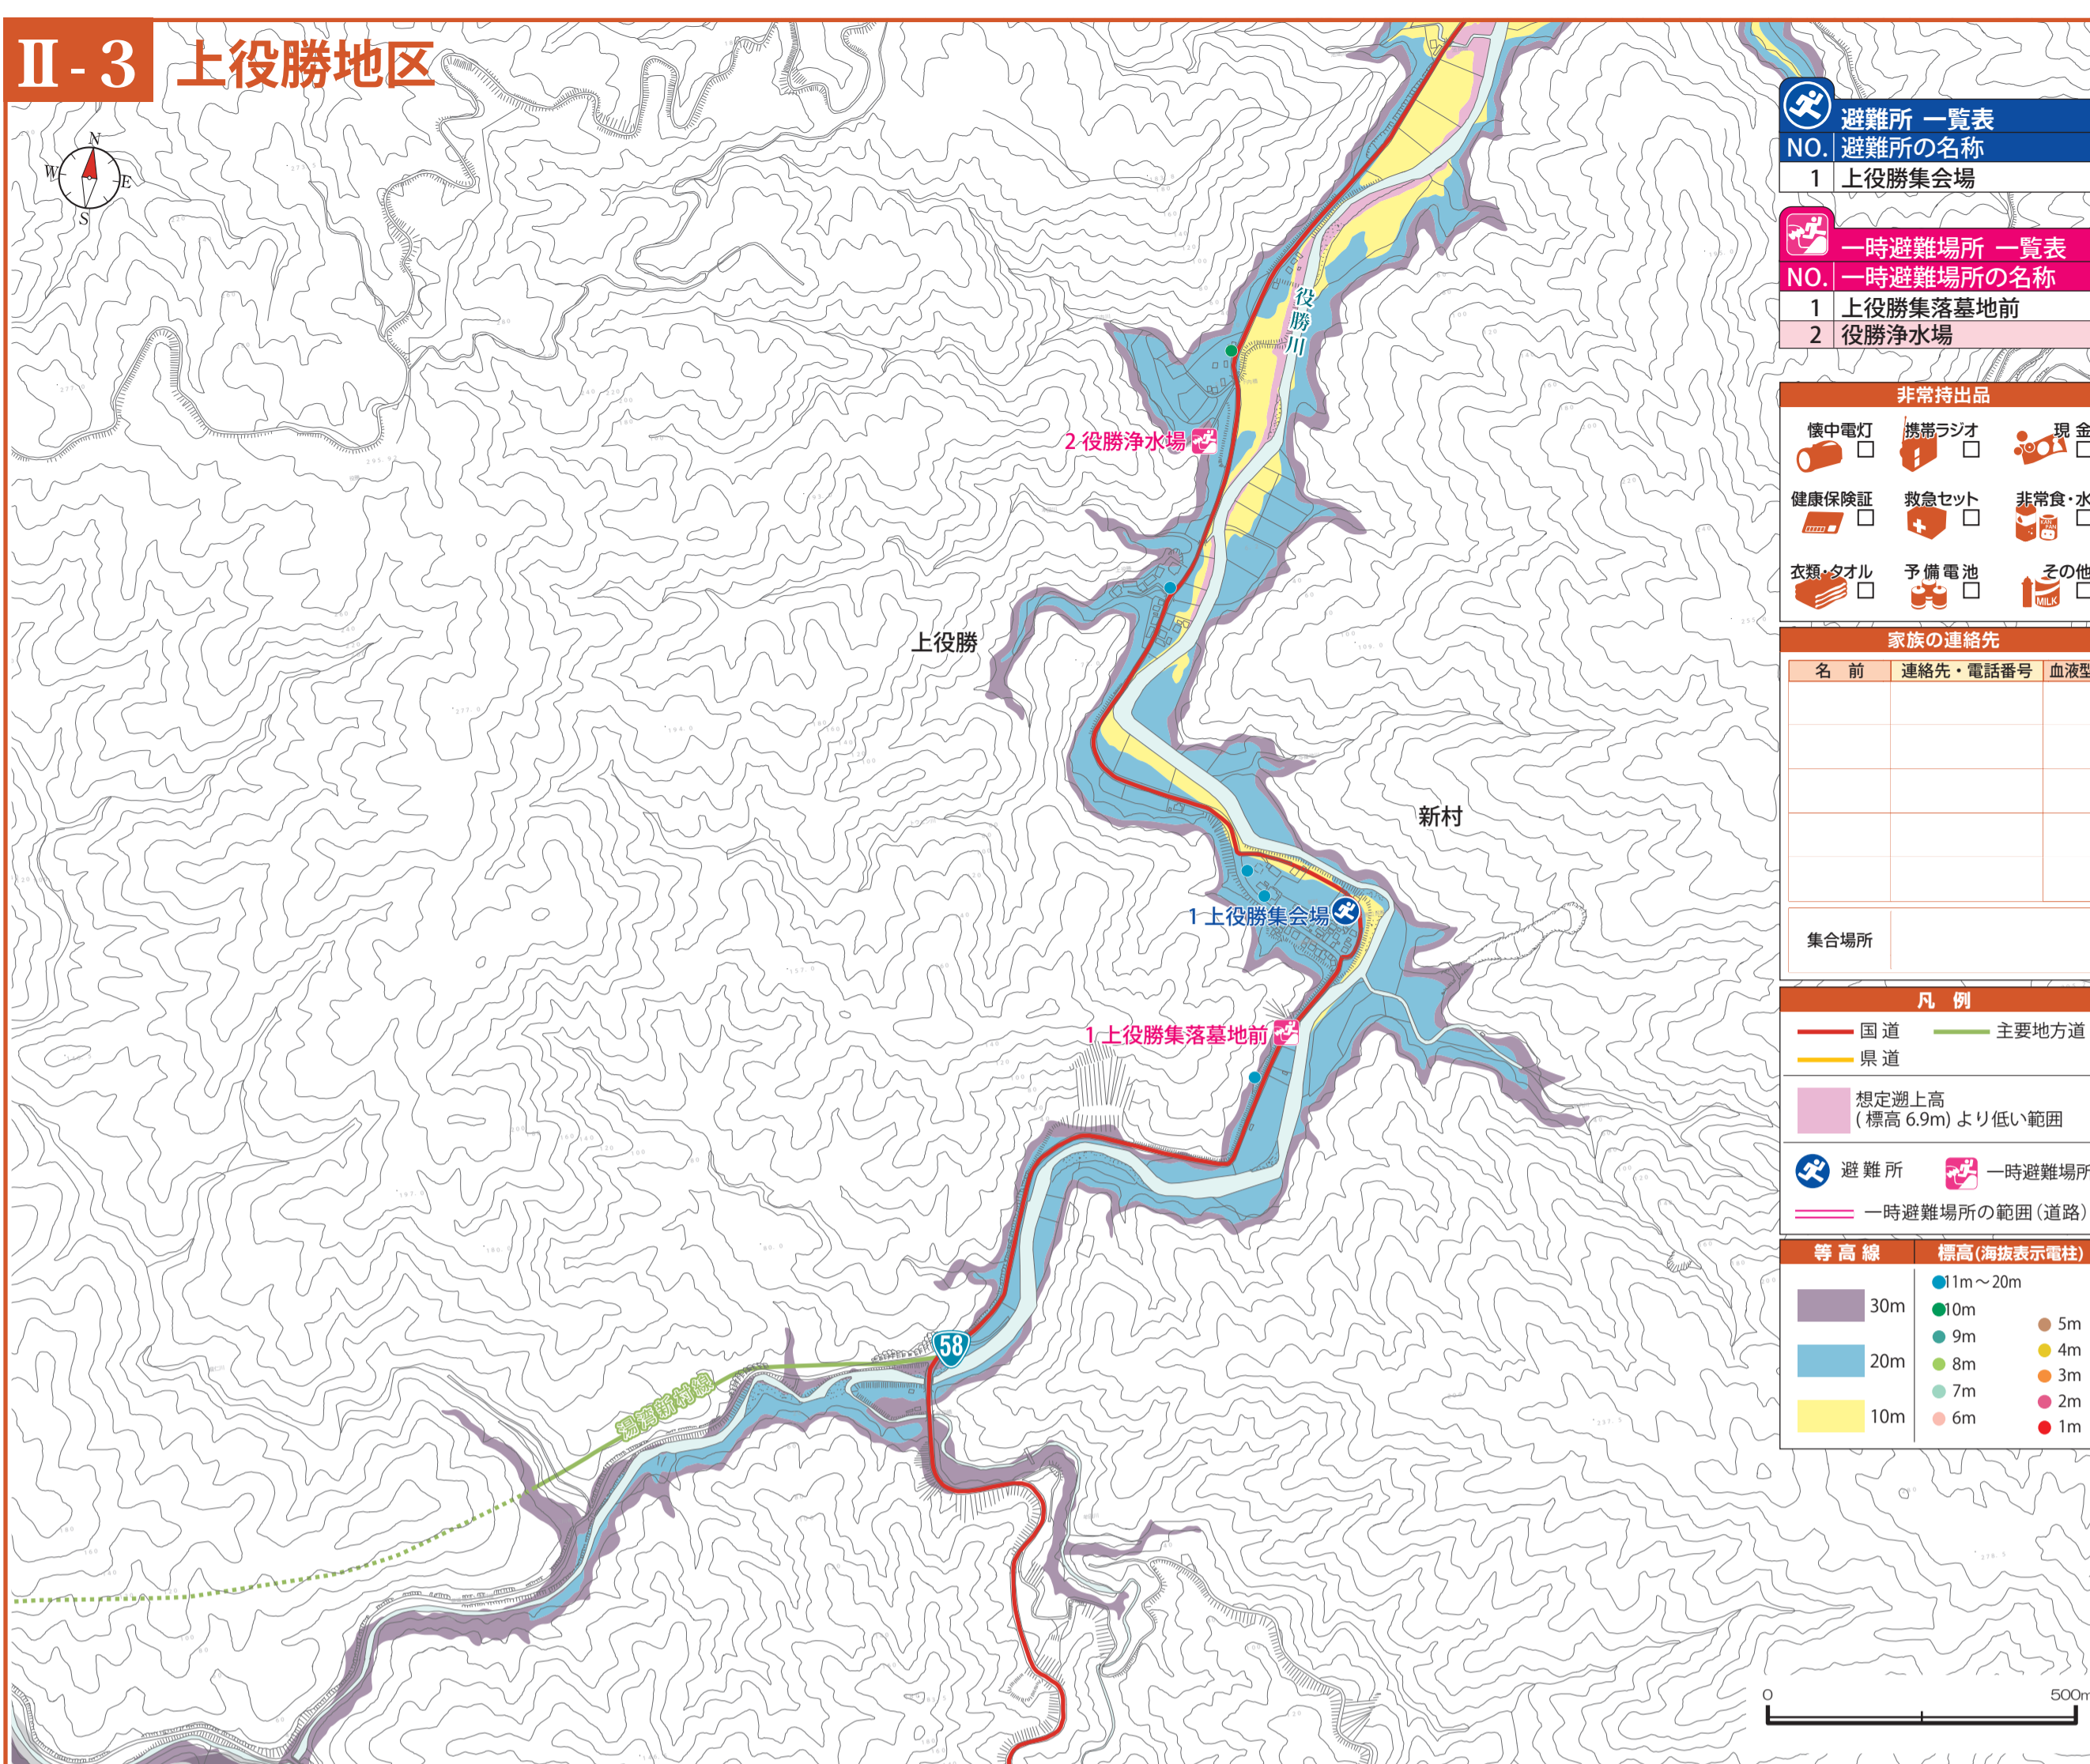 II - 3 上役勝地区
N
W
E
S
役勝川
2 役勝浄水場
上役勝
新村
1 上役勝集会場
1 上役勝集落墓地前
58
湯湾新村線
避難所 一覧表
NO. 避難所の名称
1 上役勝集会場
一時避難場所 一覧表
NO. 一時避難場所の名称
1 上役勝集落墓地前
2 役勝浄水場
非常持出品
懐中電灯 携帯ラジオ 現金
健康保険証 救急セット 非常食・水
KAN PAN
衣類・タオル 予備電池 その他
MILK
家族の連絡先
名 前 連絡先・電話番号 血液型
集合場所
凡 例
国道 主要地方道
県道
想定遡上高
(標高 6.9m) より低い範囲
避難所 一時避難場所
一時避難場所の範囲(道路)
等高線 標高(海抜表示電柱)
30m
20m
10m
11m～20m
10m
9m
8m
7m
6m
5m
4m
3m
2m
1m
0 500m